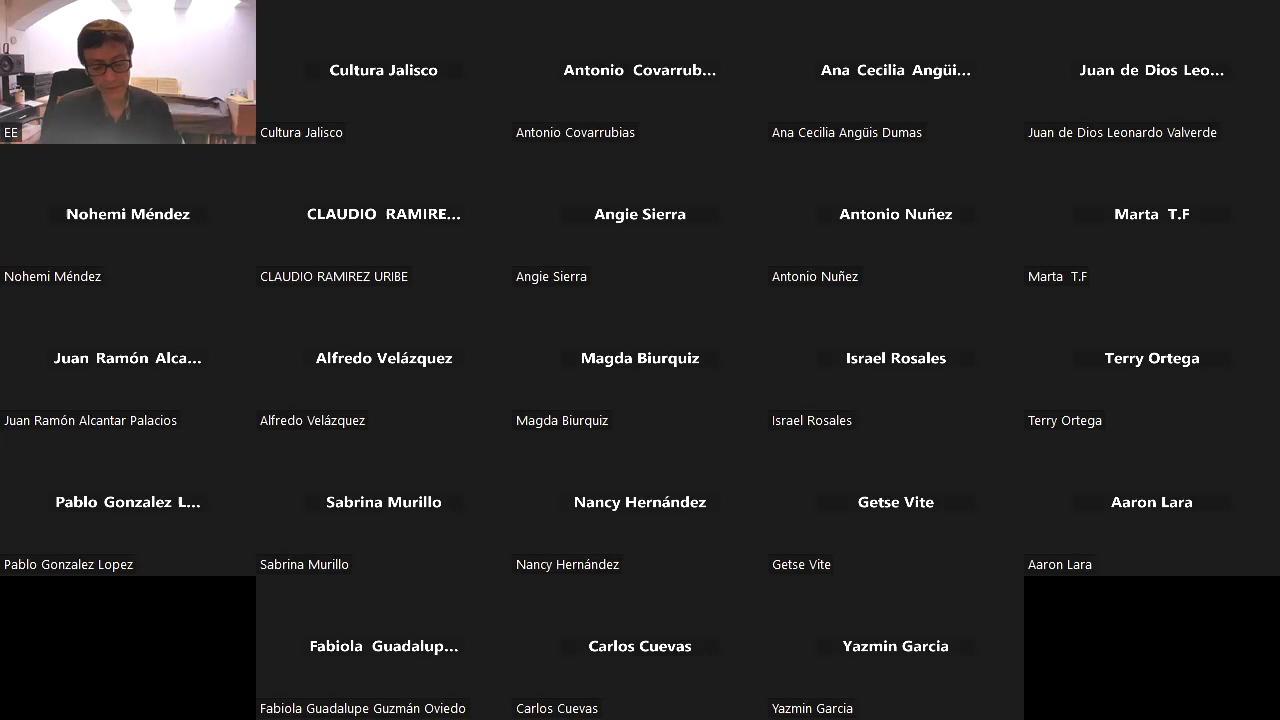 Cultura Jalisco
Antonio Covarrub...
Ana Cecilia Angüi...
Juan de Dios Leo...
EE
Cultura Jalisco
Antonio Covarrubias
Ana Cecilia Angüis Dumas
Juan de Dios Leonardo Valverde
Nohemi Méndez
CLAUDIO RAMIRE...
Angie Sierra
Antonio Nuñez
Marta T.F
Nohemi Méndez
CLAUDIO RAMIREZ URIBE
Angie Sierra
Antonio Nuñez
Marta T.F
Juan Ramón Alca...
Alfredo Velázquez
Magda Biurquiz
Israel Rosales
Terry Ortega
Juan Ramón Alcantar Palacios
Alfredo Velázquez
Magda Biurquiz
Israel Rosales
Terry Ortega
Pablo Gonzalez L...
Sabrina Murillo
Nancy Hernández
Getse Vite
Aaron Lara
Pablo Gonzalez Lopez
Sabrina Murillo
Nancy Hernández
Getse Vite
Aaron Lara
Fabiola Guadalup...
Carlos Cuevas
Yazmin Garcia
Fabiola Guadalupe Guzmán Oviedo
Carlos Cuevas
Yazmin Garcia